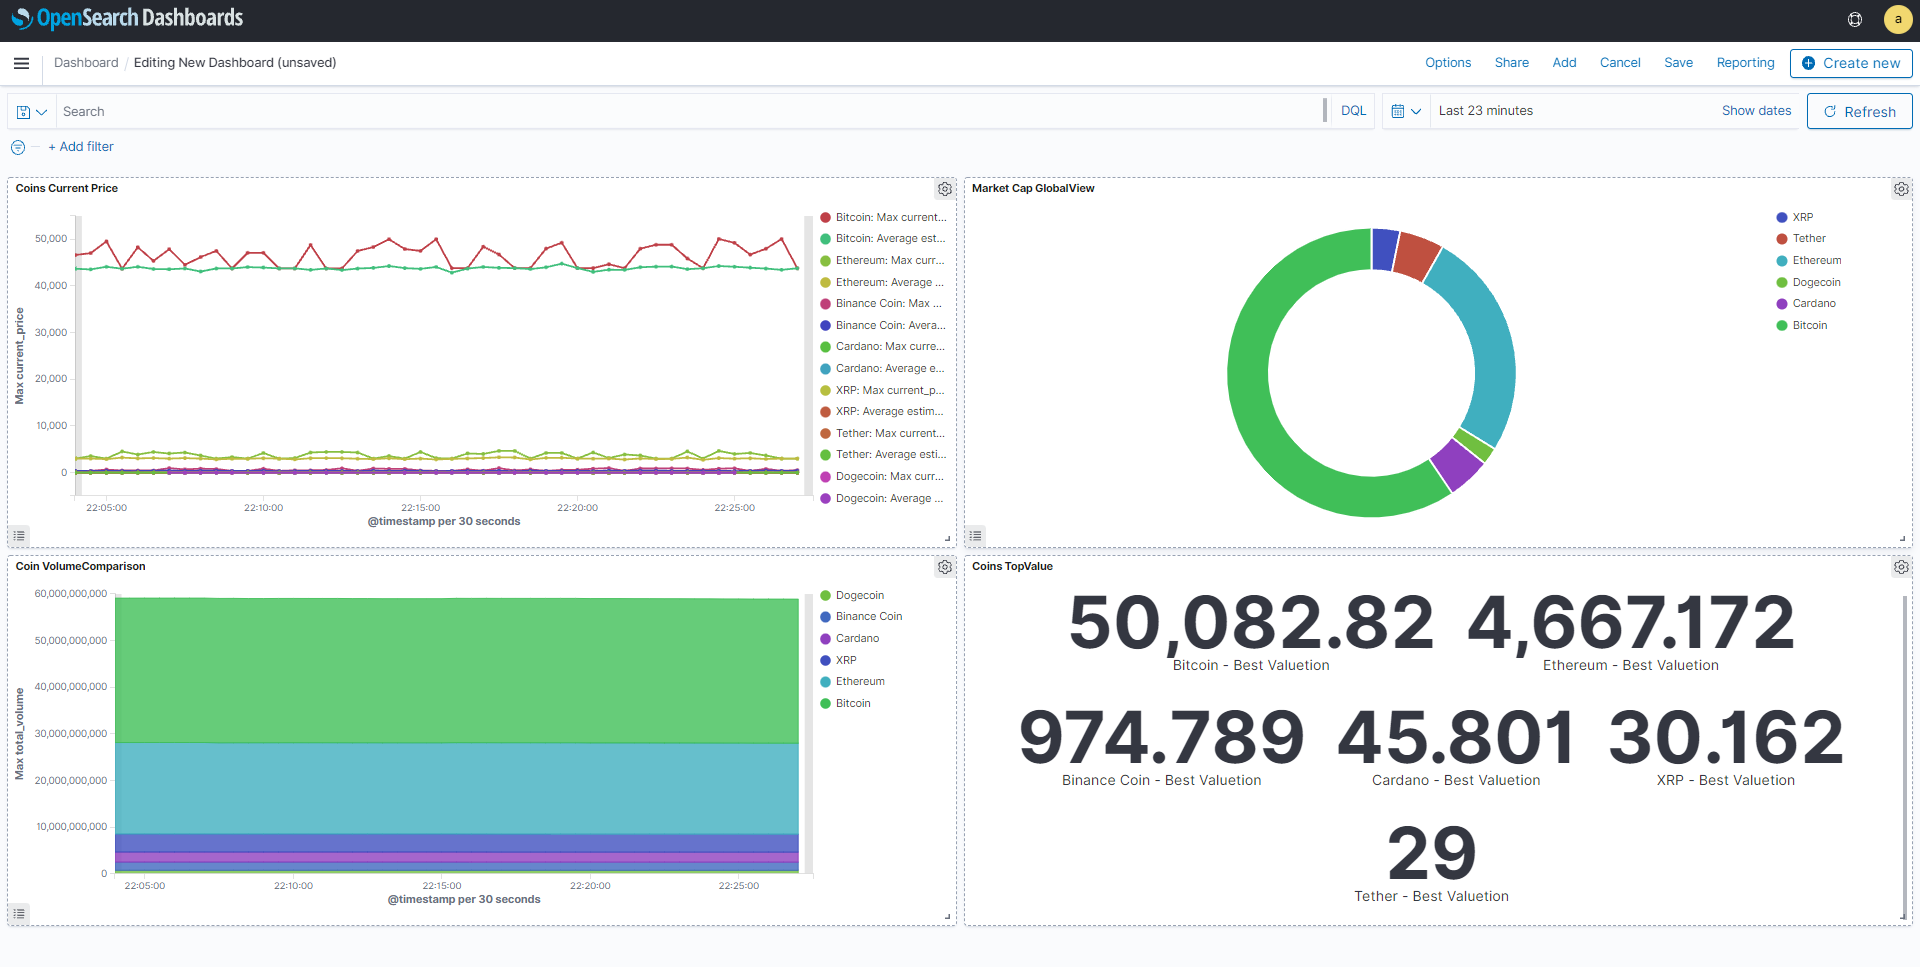 OpenSearch Dashboards
a
Dashboard / Editing New Dashboard (unsaved)
Options Share Add Cancel Save Reporting Create new
Search
DQL
Last 23 minutes
Show dates
Refresh
+ Add filter
Coins Current Price
Max current_price
50,000
40,000
30,000
20,000
10,000
0
22:05:00 22:10:00 22:15:00 22:20:00 22:25:00
@timestamp per 30 seconds
Bitcoin: Max current...
Bitcoin: Average est...
Ethereum: Max curr...
Ethereum: Average ...
Binance Coin: Max ...
Binance Coin: Avera...
Cardano: Max curre...
Cardano: Average e...
XRP: Max current_p...
XRP: Average estim...
Tether: Max current...
Tether: Average esti...
Dogecoin: Max curr...
Dogecoin: Average ...
Market Cap GlobalView
XRP
Tether
Ethereum
Dogecoin
Cardano
Bitcoin
Coin VolumeComparison
Max total_volume
60,000,000,000
50,000,000,000
40,000,000,000
30,000,000,000
20,000,000,000
10,000,000,000
0
22:05:00 22:10:00 22:15:00 22:20:00 22:25:00
@timestamp per 30 seconds
Dogecoin
Binance Coin
Cardano
XRP
Ethereum
Bitcoin
Coins TopValue
50,082.82 4,667.172
Bitcoin - Best Valuetion Ethereum - Best Valuetion
974.789 45.801 30.162
Binance Coin - Best Valuetion Cardano - Best Valuetion XRP - Best Valuetion
29
Tether - Best Valuetion